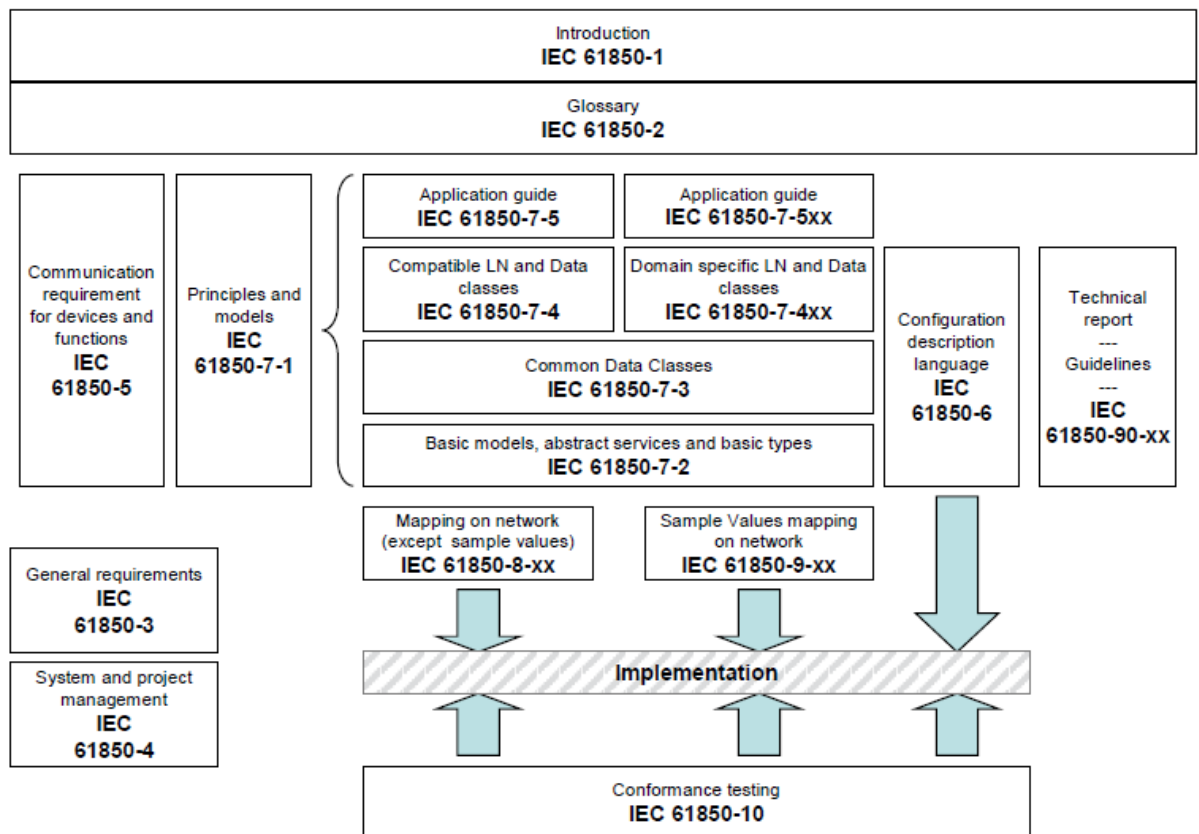 Introduction
IEC 61850-1
Glossary
IEC 61850-2
Communication
requirement
for devices and
functions
IEC
61850-5
Principles and
models
IEC
61850-7-1
Application guide
IEC 61850-7-5
Application guide
IEC 61850-7-5xx
Compatible LN and Data
classes
IEC 61850-7-4
Domain specific LN and Data
classes
IEC 61850-7-4xx
Common Data Classes
IEC 61850-7-3
Basic models, abstract services and basic types
IEC 61850-7-2
Configuration
description
language
IEC
61850-6
Technical
report
---
Guidelines
---
IEC
61850-90-xx
Mapping on network
(except sample values)
IEC 61850-8-xx
Sample Values mapping
on network
IEC 61850-9-xx
General requirements
IEC
61850-3
System and project
management
IEC
61850-4
Implementation
Conformance testing
IEC 61850-10